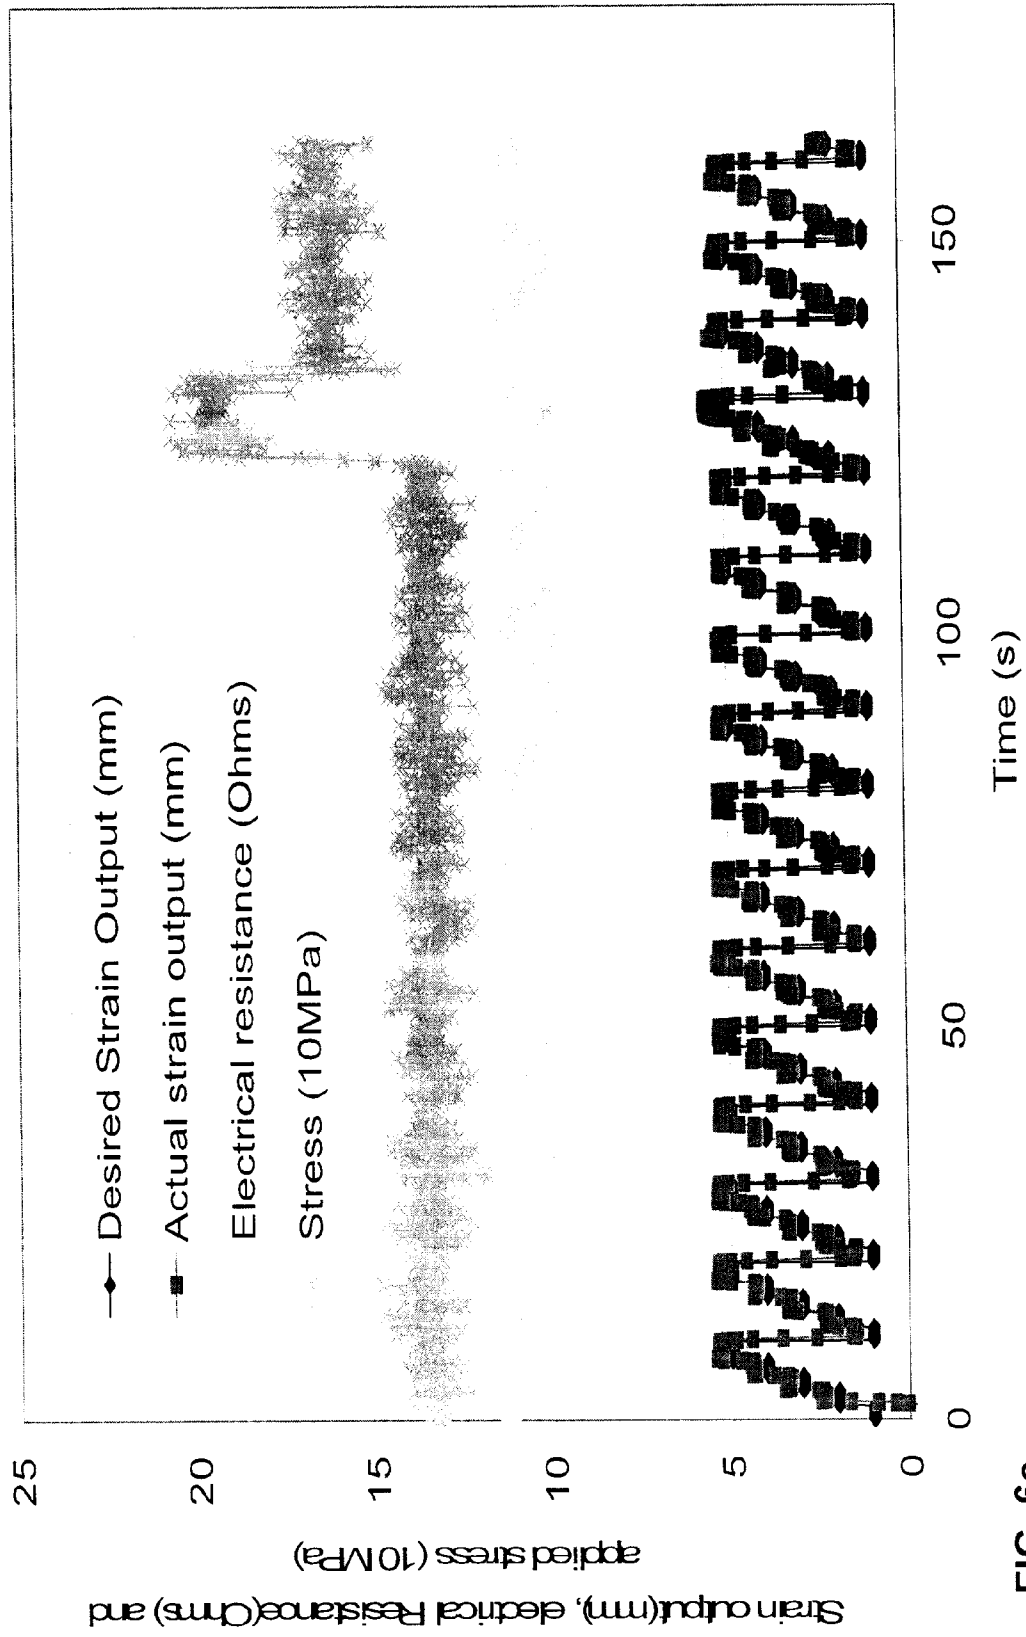 Strain output(mm), electrical Resistance(Ohms) and
applied stress (10MPa)
25
20
15
10
5
0
Desired Strain Output (mm)
Actual strain output (mm)
Electrical resistance (Ohms)
Stress (10MPa)
0
50
100
150
Time (s)